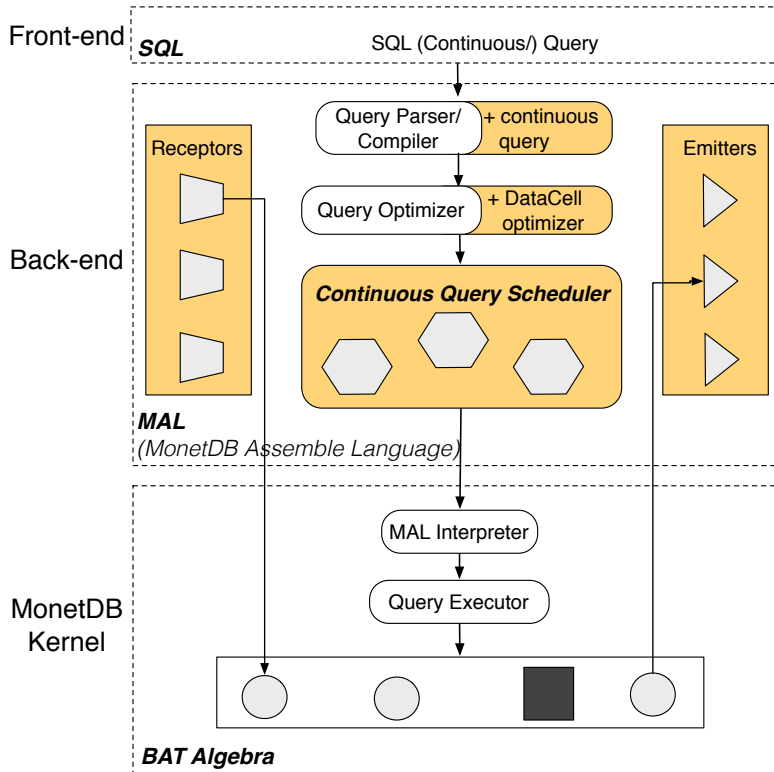 Front-end
SQL
SQL (Continuous/) Query
Back-end
Receptors
Query Parser/
Compiler
+ continuous
query
Query Optimizer
+ DataCell
optimizer
Continuous Query Scheduler
Emitters
MAL
(MonetDB Assemble Language)
MonetDB
Kernel
MAL Interpreter
Query Executor
BAT Algebra